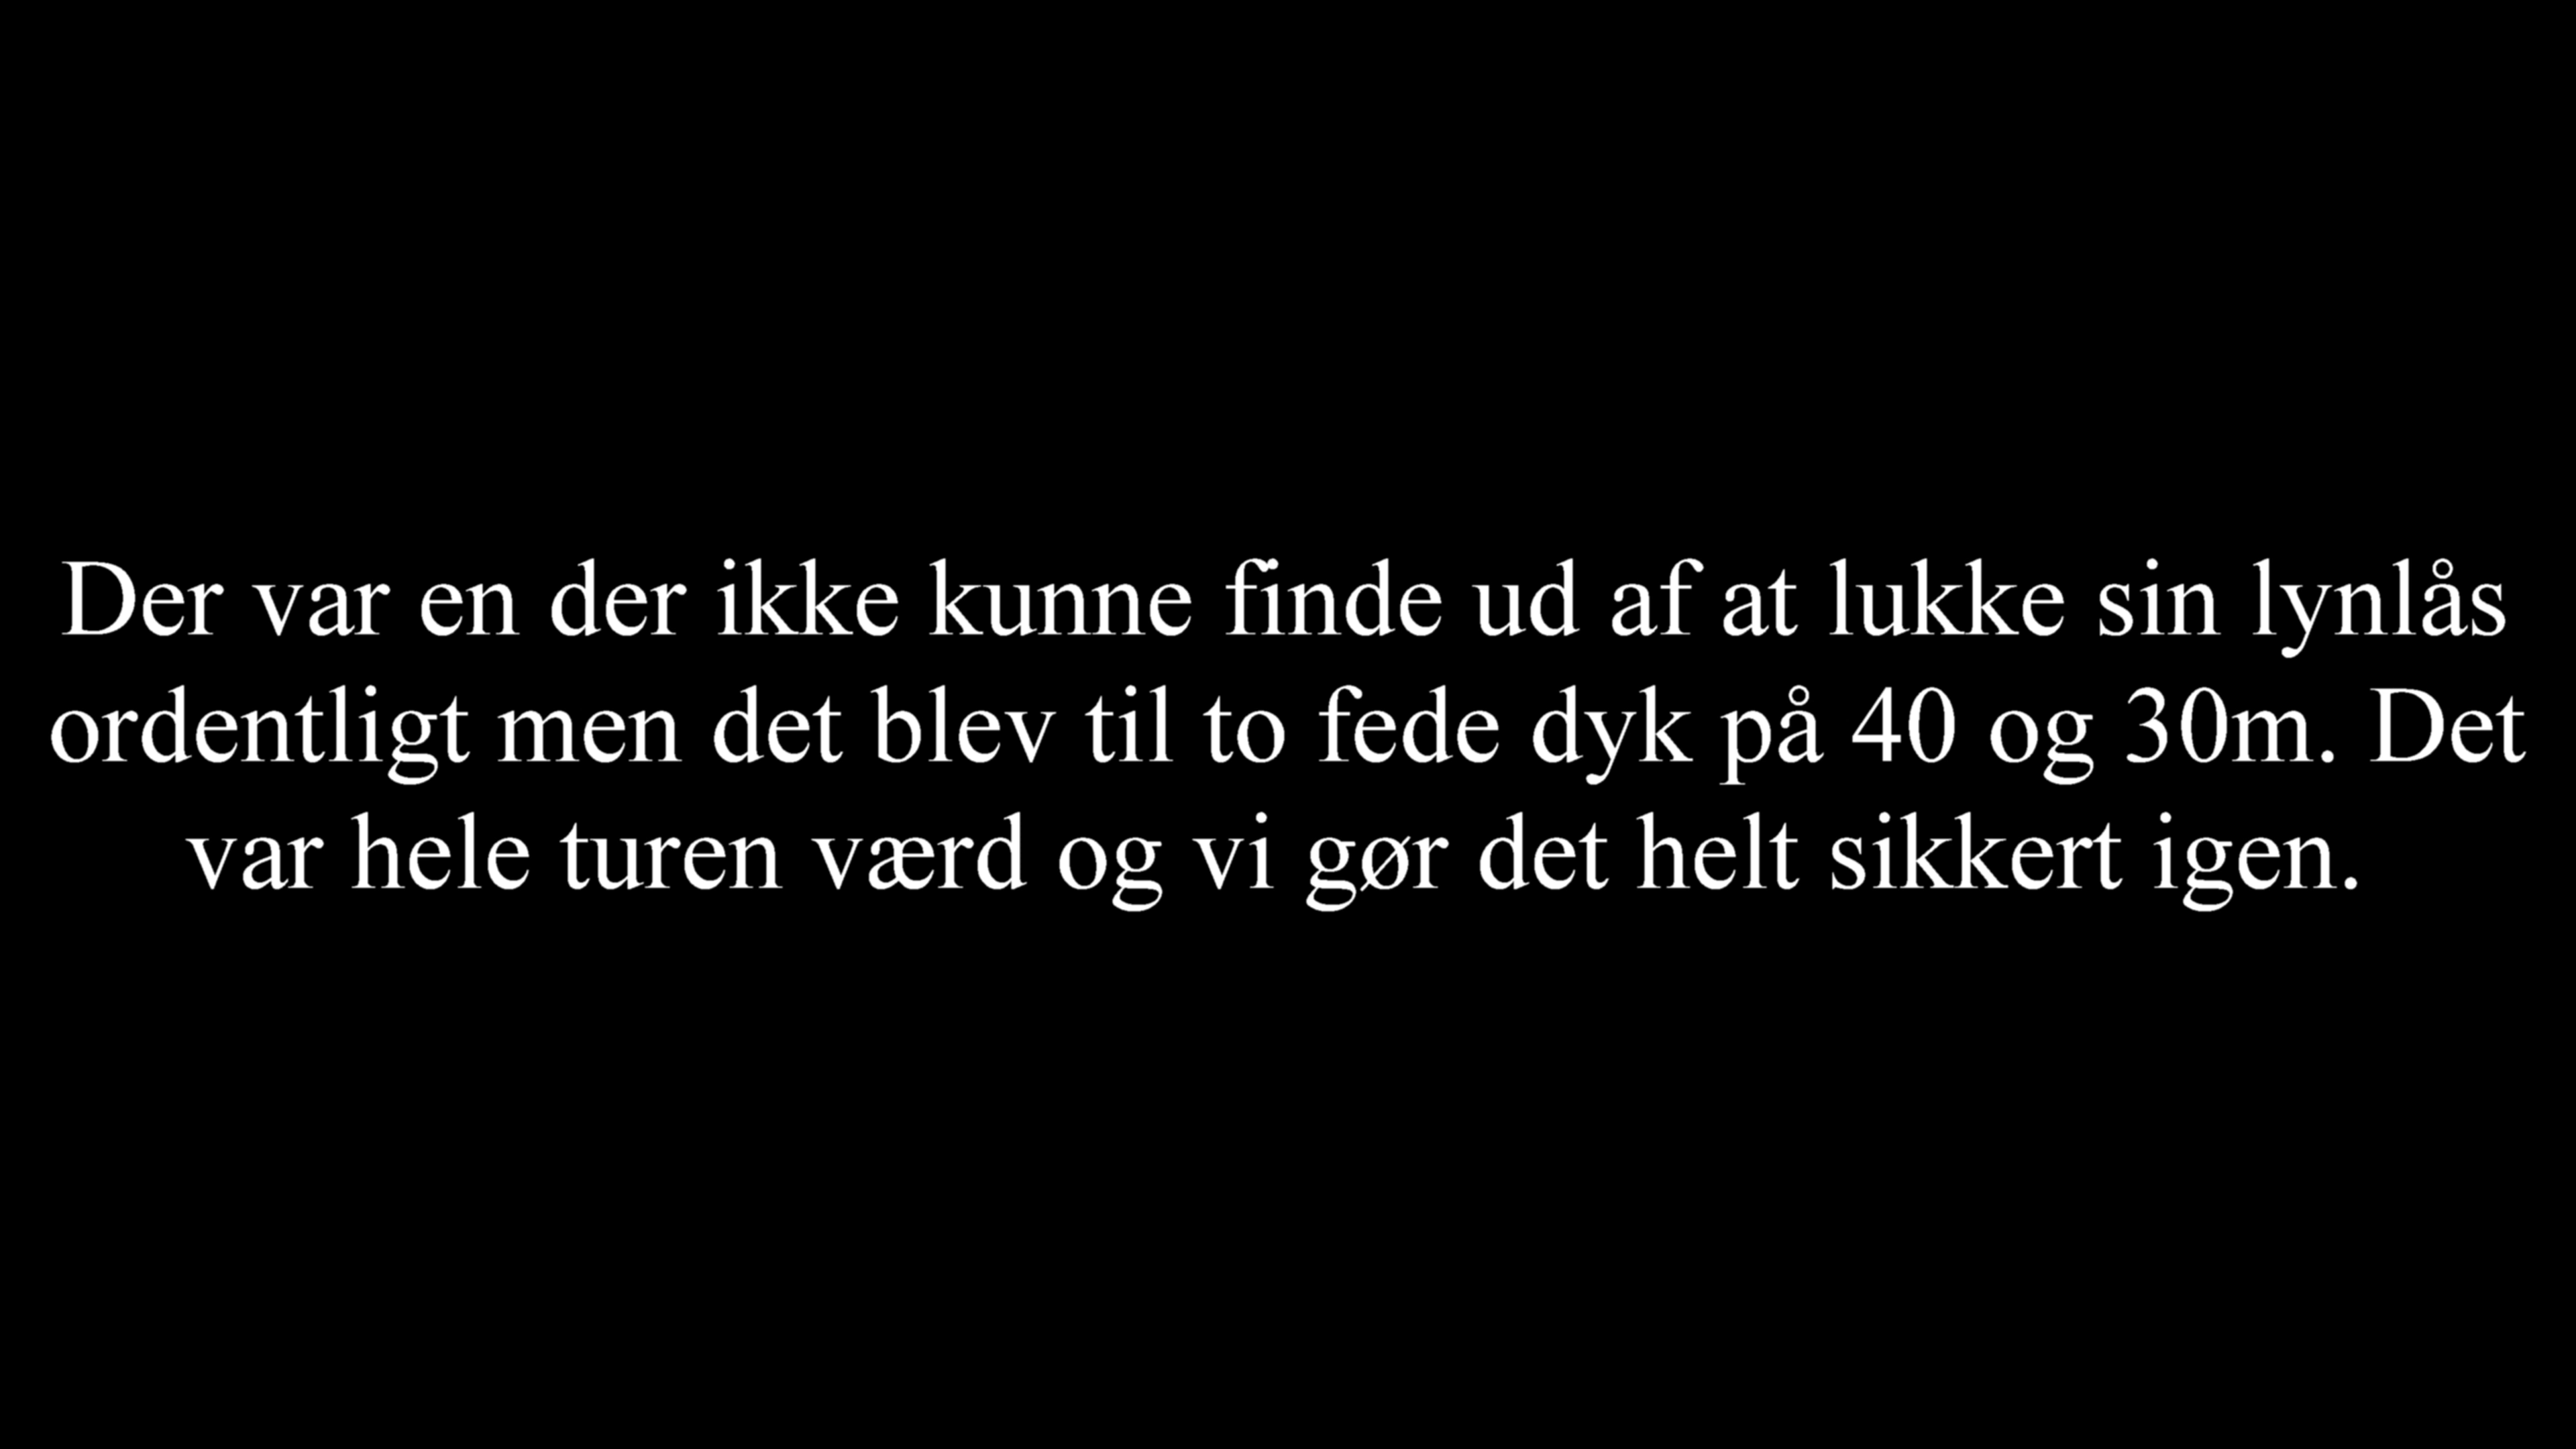 Der var en der ikke kunne finde ud af at lukke sin lynlås
ordentligt men det blev til to fede dyk på 40 og 30m. Det
var hele turen værd og vi gør det helt sikkert igen.